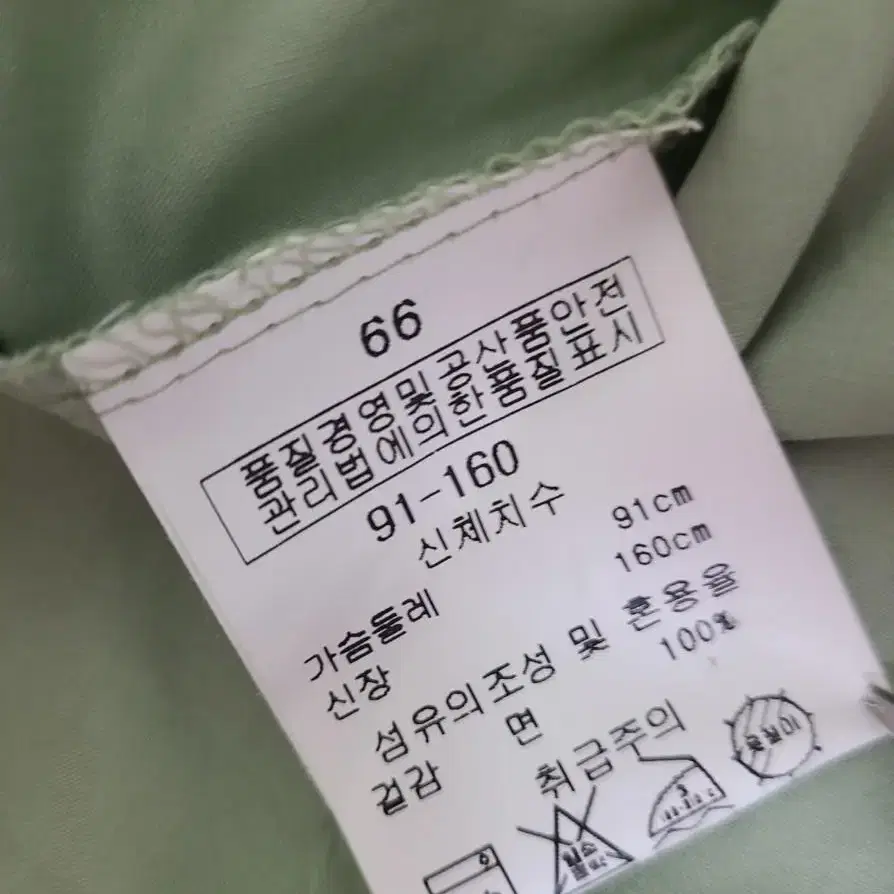 66
품질경영및공산품안전
관리법에의한품질표시
91-160
신체치수
가슴둘레 91cm
신장 160cm
섬유의조성 및 혼용율
겉감 면 100%
취급주의